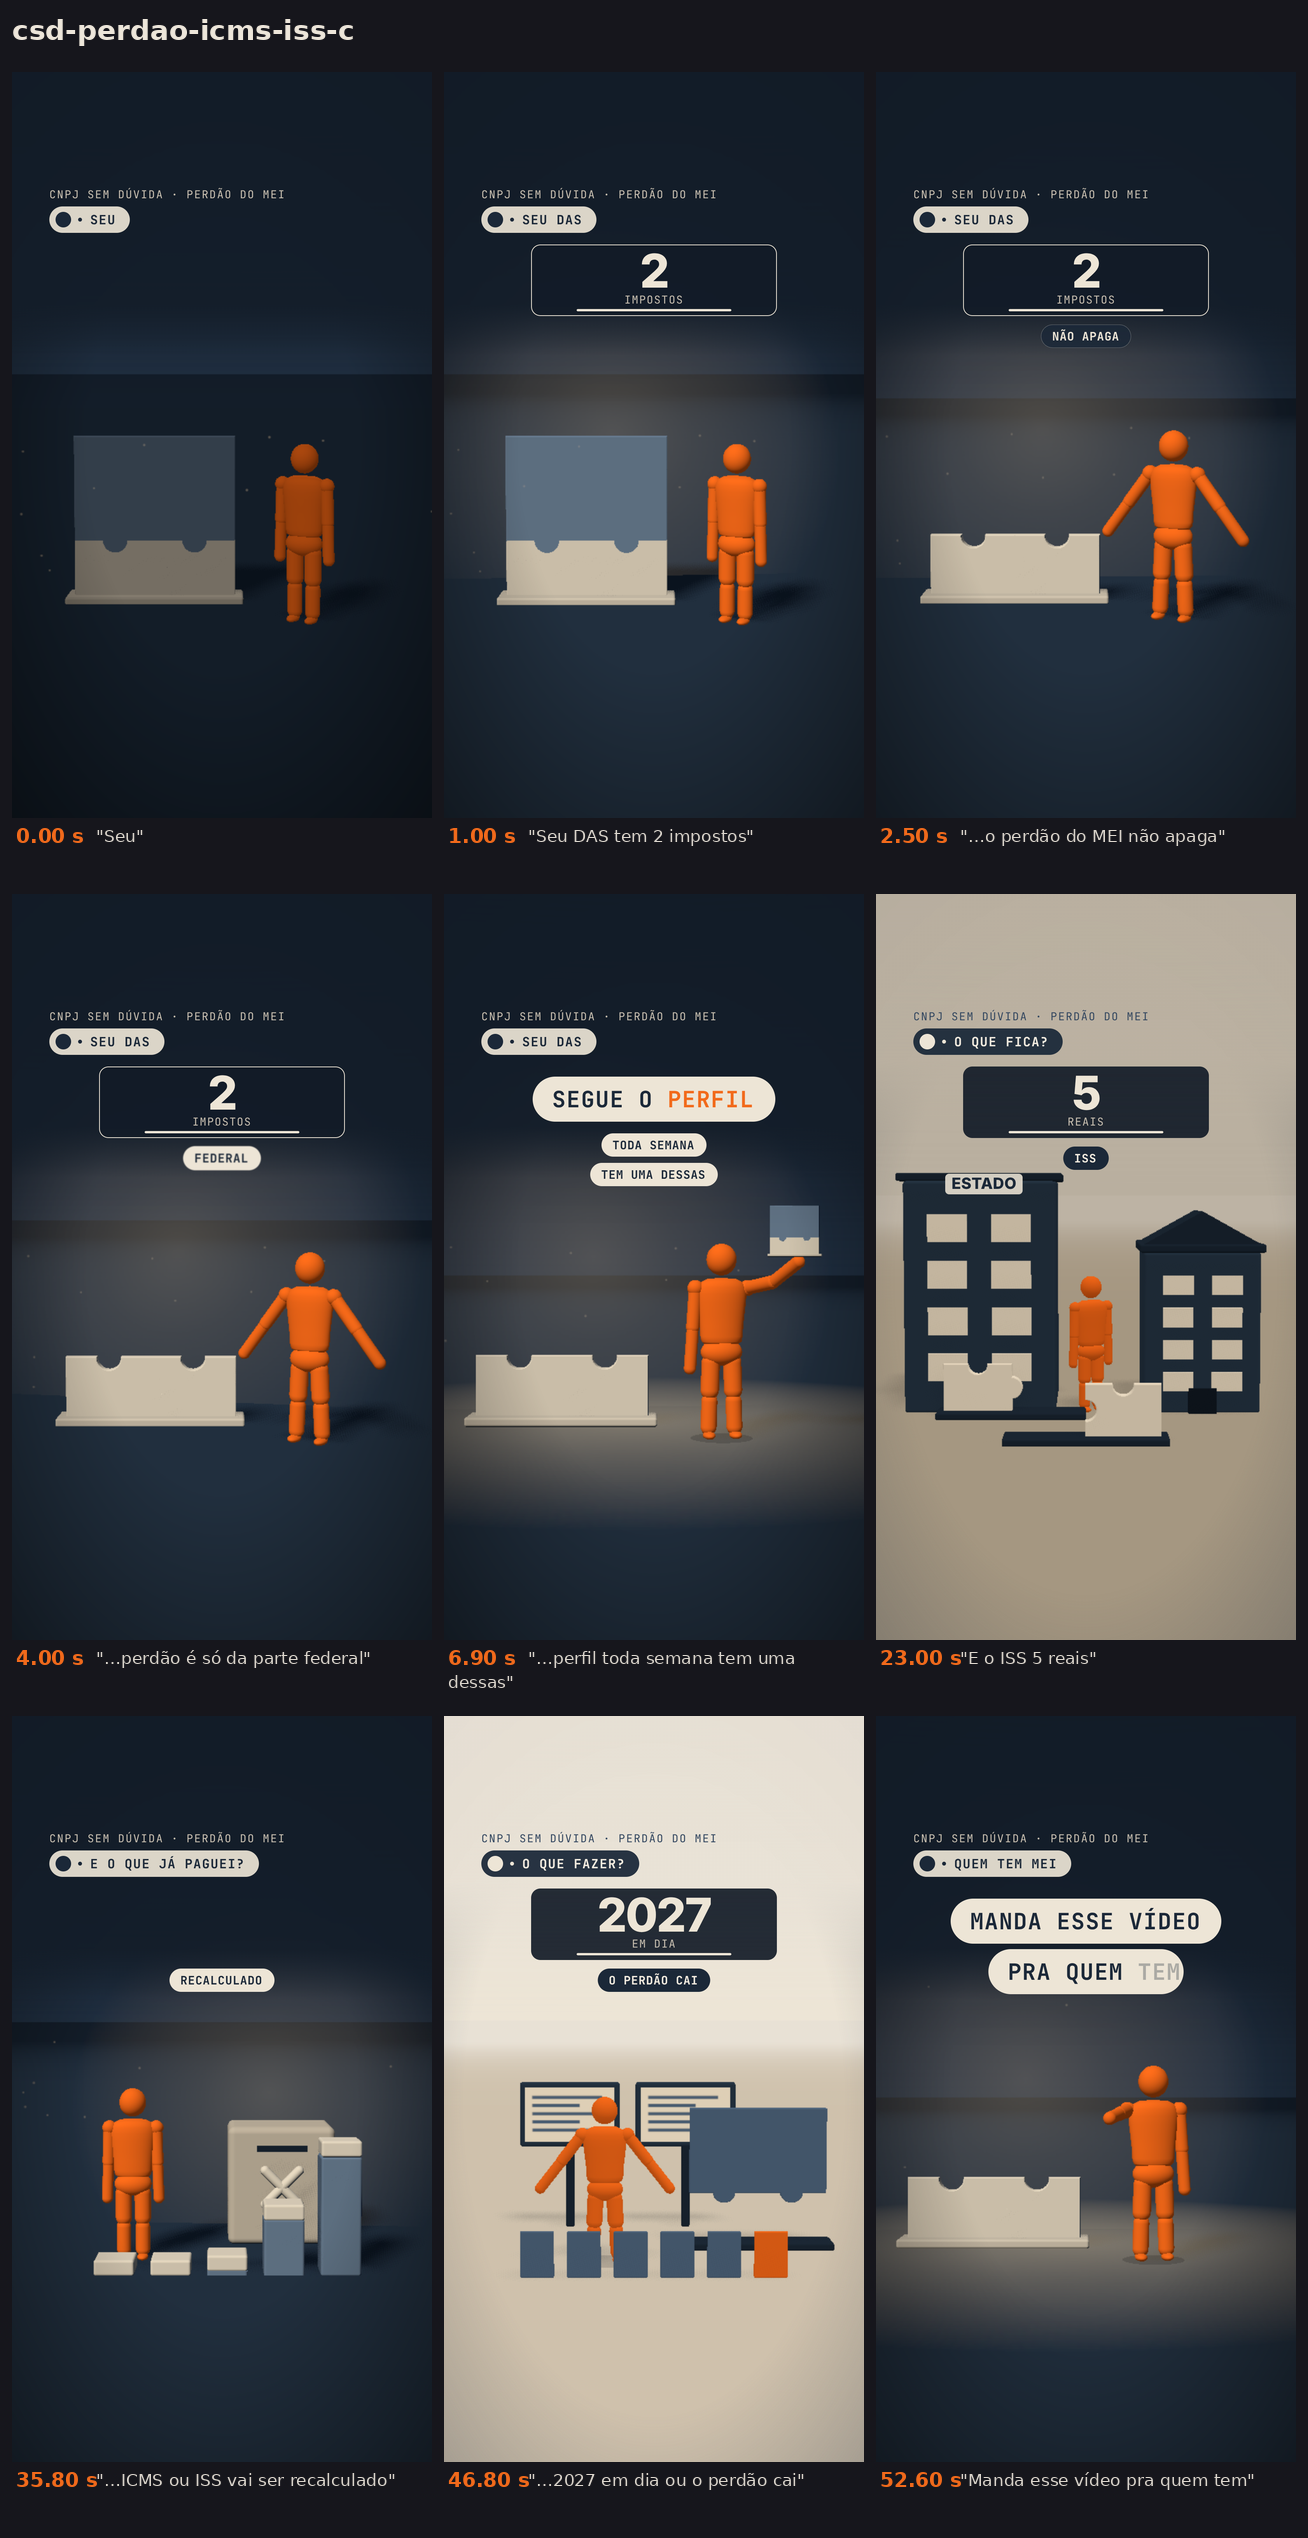 csd-perdao-icms-iss-c
CNPJ SEM DÚVIDA · PERDÃO DO MEI
• SEU
0.00 s "Seu"
CNPJ SEM DÚVIDA · PERDÃO DO MEI
• SEU DAS
2
IMPOSTOS
1.00 s "Seu DAS tem 2 impostos"
CNPJ SEM DÚVIDA · PERDÃO DO MEI
• SEU DAS
2
IMPOSTOS
NÃO APAGA
2.50 s "...o perdão do MEI não apaga"
CNPJ SEM DÚVIDA · PERDÃO DO MEI
• SEU DAS
2
IMPOSTOS
FEDERAL
4.00 s "...perdão é só da parte federal"
CNPJ SEM DÚVIDA · PERDÃO DO MEI
• SEU DAS
SEGUE O PERFIL
TODA SEMANA
TEM UMA DESSAS
6.90 s "...perfil toda semana tem uma
dessas"
CNPJ SEM DÚVIDA · PERDÃO DO MEI
• O QUE FICA?
5
REAIS
ISS
ESTADO
23.00 s "E o ISS 5 reais"
CNPJ SEM DÚVIDA · PERDÃO DO MEI
• E O QUE JÁ PAGUEI?
RECALCULADO
35.80 s "...ICMS ou ISS vai ser recalculado"
CNPJ SEM DÚVIDA · PERDÃO DO MEI
• O QUE FAZER?
2027
EM DIA
O PERDÃO CAI
46.80 s "...2027 em dia ou o perdão cai"
CNPJ SEM DÚVIDA · PERDÃO DO MEI
• QUEM TEM MEI
MANDA ESSE VÍDEO
PRA QUEM TEM
52.60 s "Manda esse vídeo pra quem tem"